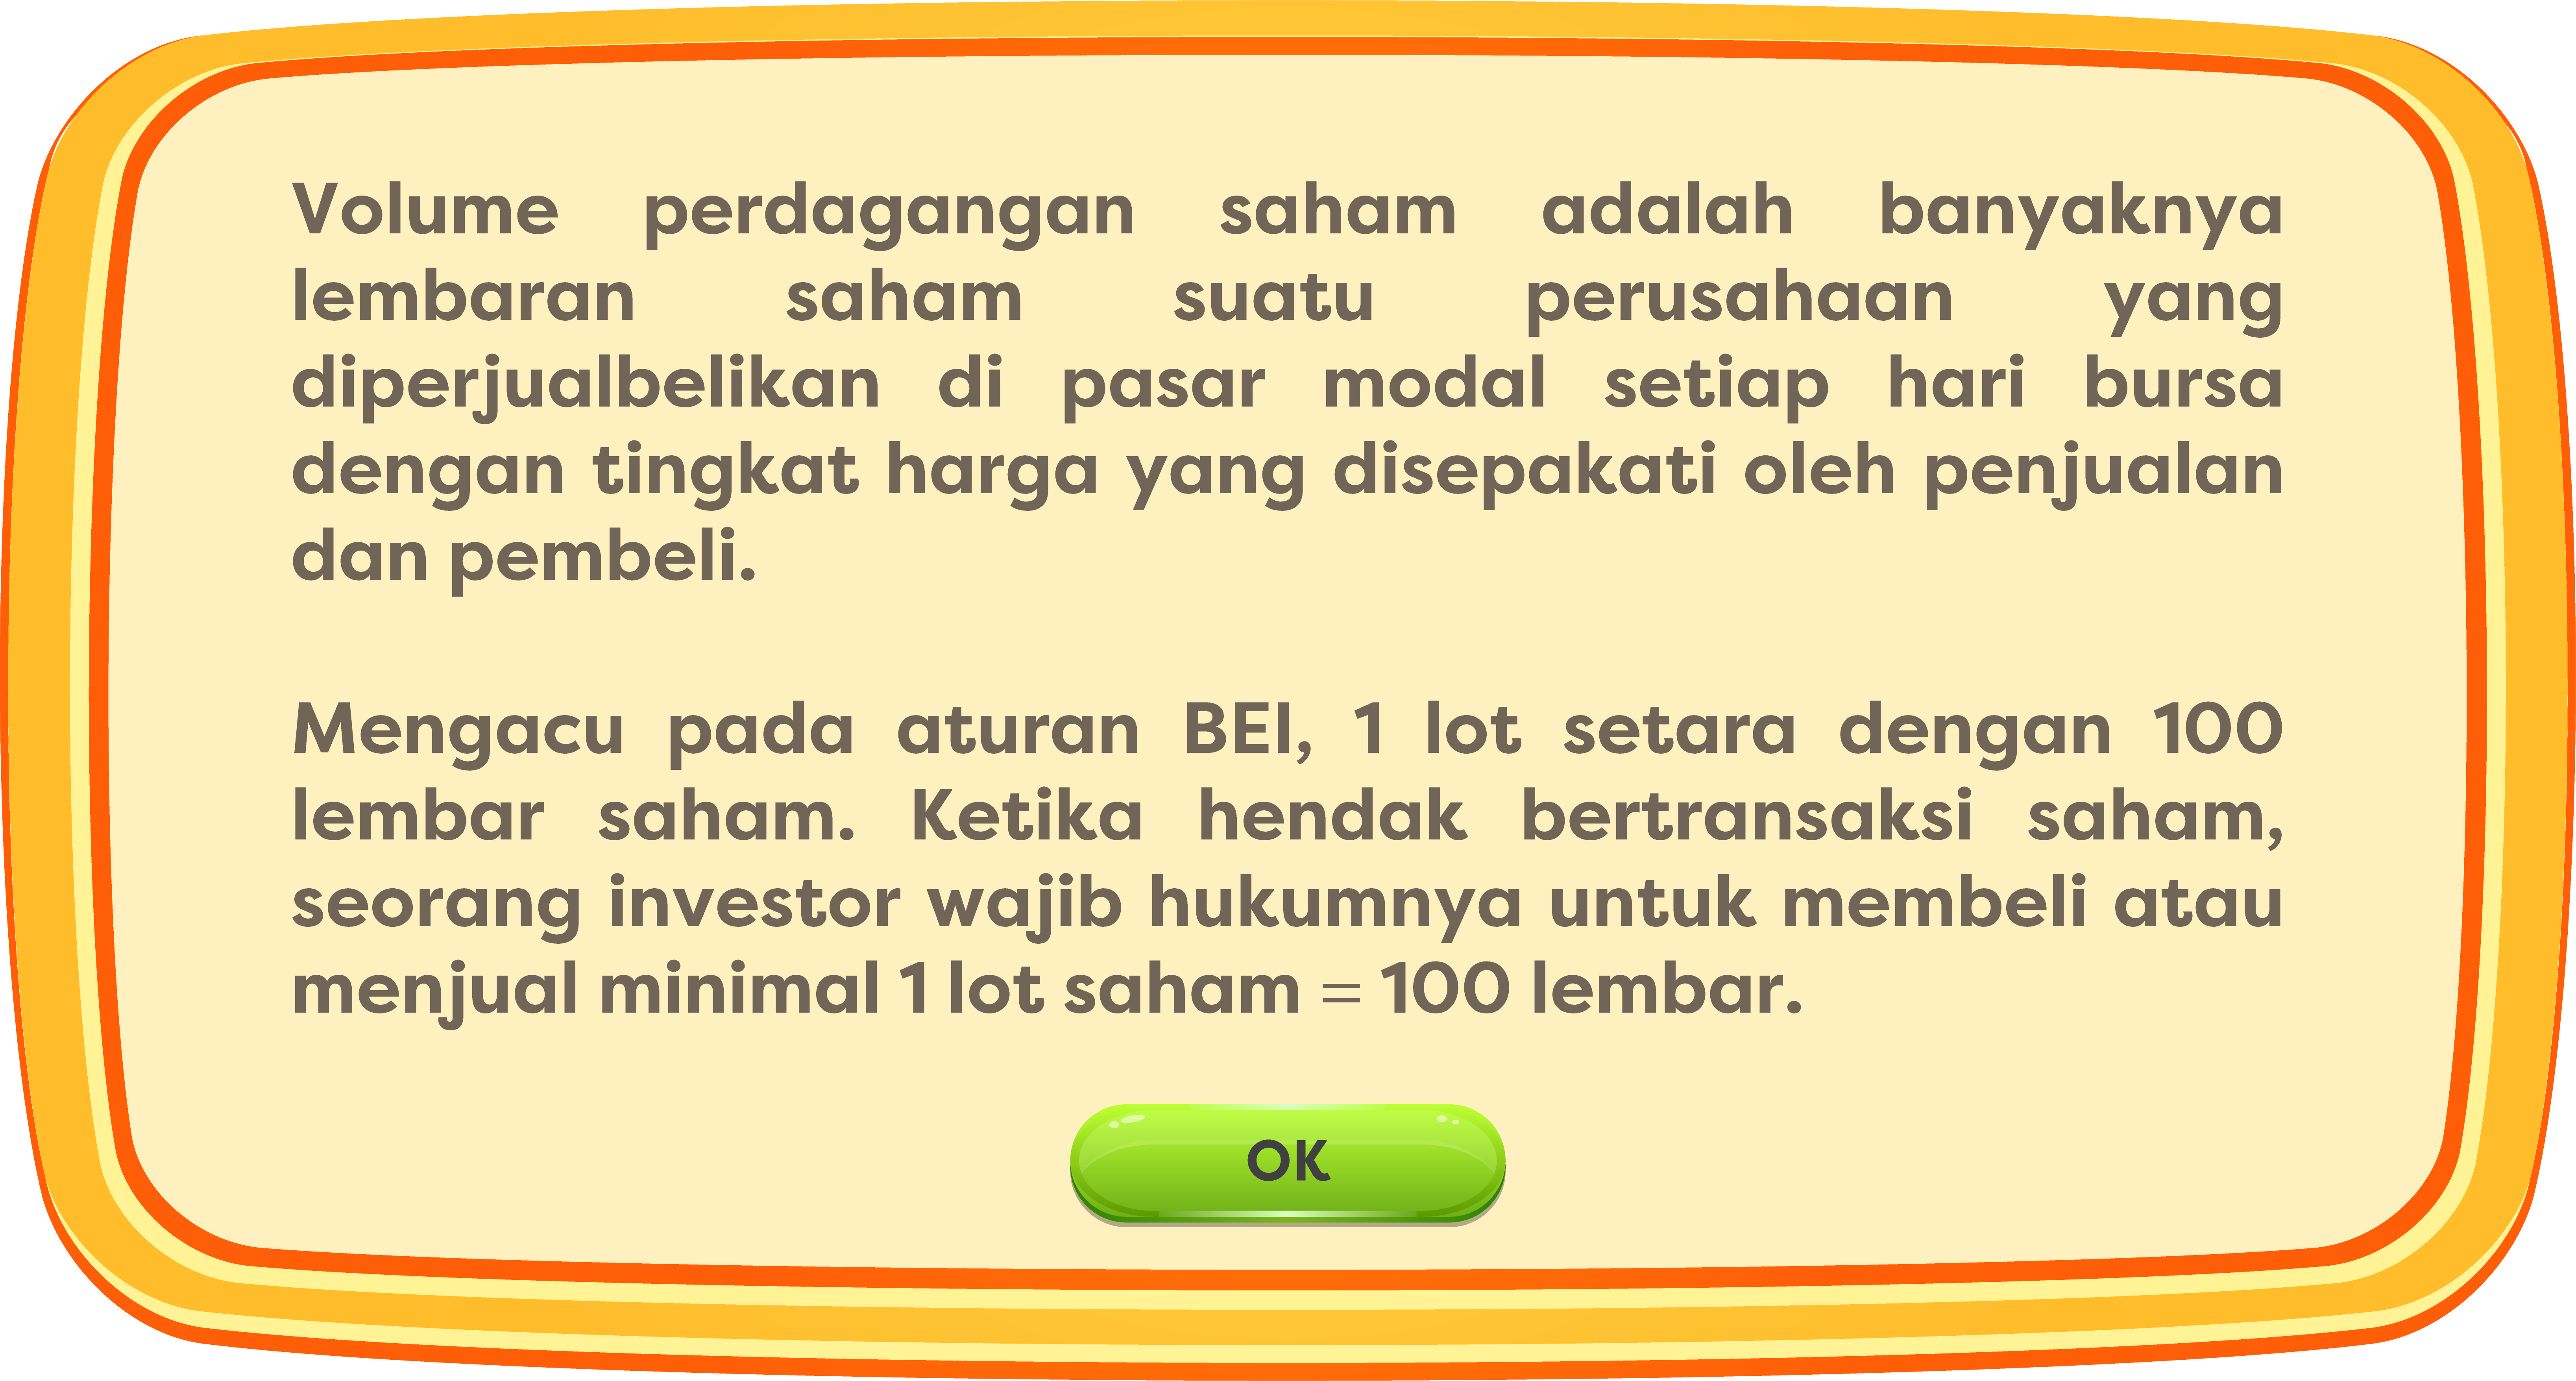 Volume perdagangan saham adalah banyaknya
lembaran saham suatu perusahaan yang
diperjualbelikan di pasar modal setiap hari bursa
dengan tingkat harga yang disepakati oleh penjualan
dan pembeli.
Mengacu pada aturan BEI, 1 lot setara dengan 100
lembar saham. Ketika hendak bertransaksi saham,
seorang investor wajib hukumnya untuk membeli atau
menjual minimal 1 lot saham = 100 lembar.
OK